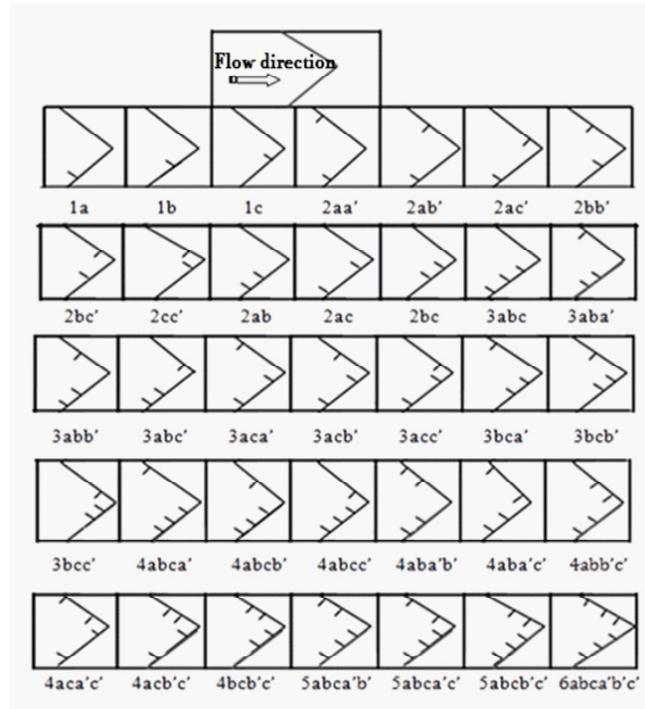 Flow direction
1a 1b 1c 2aa' 2ab' 2ac' 2bb'
2bc' 2cc' 2ab 2ac 2bc 3abc 3aba'
3abb' 3abc' 3aca' 3acb' 3acc' 3bca' 3bcb'
3bcc' 4abca' 4abcb' 4abcc' 4aba'b' 4aba'c' 4abb'c'
4aca'c' 4acb'c' 4bcb'c' 5abca'b' 5abca'c' 5abcb'c' 6abca'b'c'